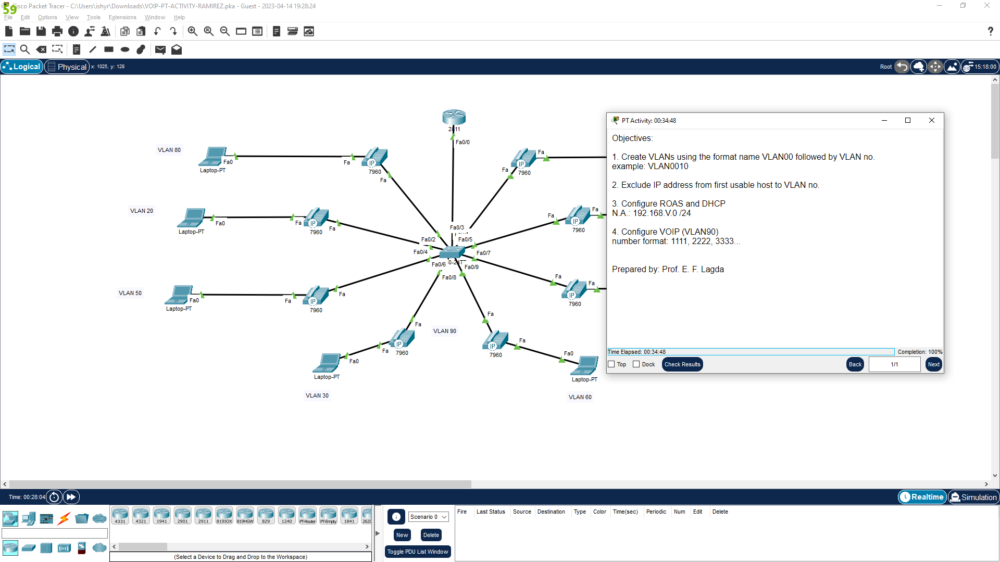 59
Cisco Packet Tracer - C:\Users\ishyr\Downloads\VOIP-PT-ACTIVITY-RAMIREZ.pka - Guest - 2023-04-14 19:28:24
File Edit Options View Tools Extensions Window Help
Logical Physical x: 1025, y: 128 Root 15:18:00
2811
Fa0/0
VLAN 80
Fa0
Laptop-PT
Fa
IP
7960
Fa
Fa
IP
7960
Fa
VLAN 20
Fa0
Laptop-PT
Fa
IP
7960
Fa
Fa
IP
7960
Fa
Fa0/3
Fa0/2
Fa0/5
Fa0/4
Fa0/7
Fa0/6
0-24TT
Fa0/9
Fa0/8
VLAN 50
Fa0
Laptop-PT
Fa
IP
7960
Fa
Fa
IP
7960
Fa
Fa
VLAN 90
Fa
IP
7960
Fa
Fa0
Laptop-PT
VLAN 30
Fa
IP
7960
Fa
Fa0
Laptop-PT
VLAN 60
PT Activity: 00:34:48
Objectives:
1. Create VLANs using the format name VLAN00 followed by VLAN no.
example: VLAN0010
2. Exclude IP address from first usable host to VLAN no.
3. Configure ROAS and DHCP
N.A.: 192.168.V.0 /24
4. Configure VOIP (VLAN90)
number format: 1111, 2222, 3333...
Prepared by: Prof. E. F. Lagda
Time Elapsed: 00:34:48 Completion: 100%
Top Dock Check Results Back 1/1 Next
Time: 00:28:04 Realtime Simulation
4331 4321 1941 2901 2911 819IOX 819HGW 829 1240 PT-Router PT-Empty 1841 2620
(Select a Device to Drag and Drop to the Workspace)
Scenario 0
New Delete
Toggle PDU List Window
Fire Last Status Source Destination Type Color Time(sec) Periodic Num Edit Delete